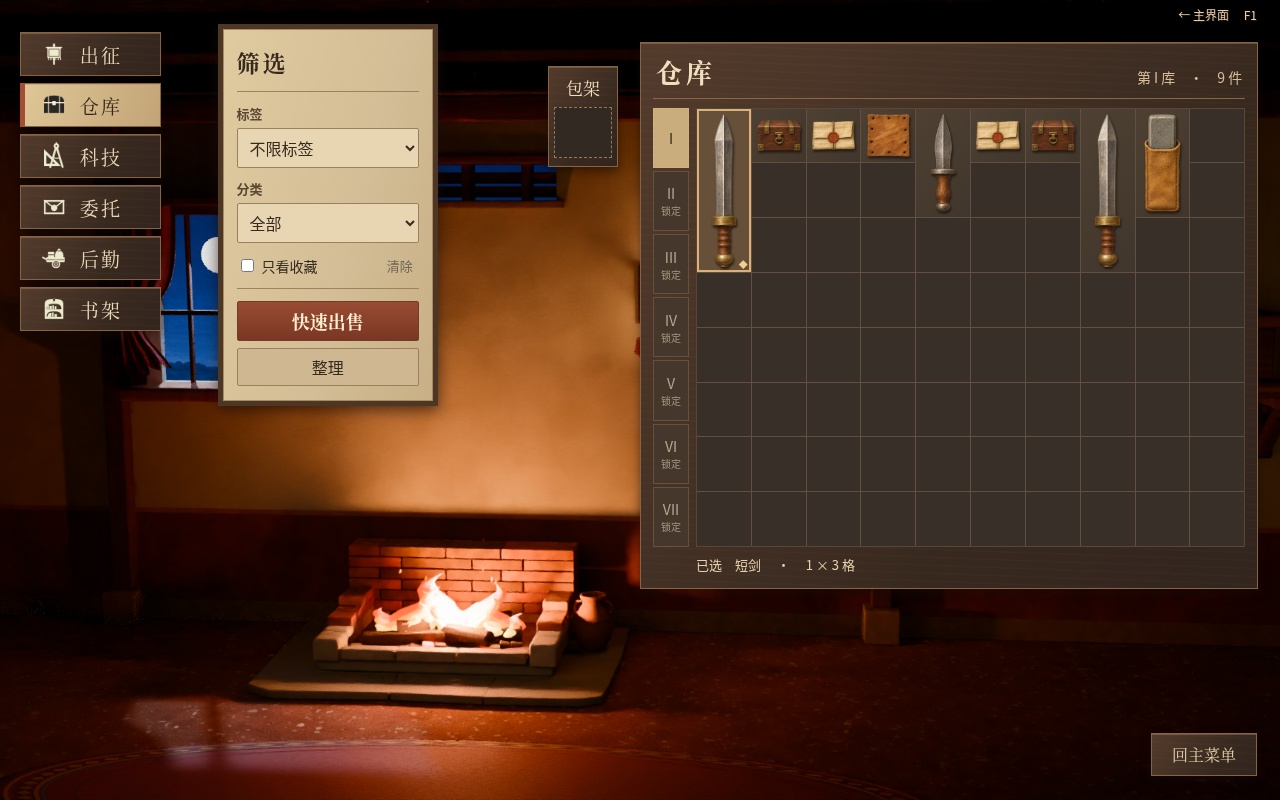 ← 主界面 F1
出征
仓库
科技
委托
后勤
书架
筛选
标签
不限标签
分类
全部
只看收藏 清除
快速出售
整理
包架
仓库
第 I 库 · 9 件
I
II
锁定
III
锁定
IV
锁定
V
锁定
VI
锁定
VII
锁定
已选 短剑 · 1 × 3 格
回主菜单